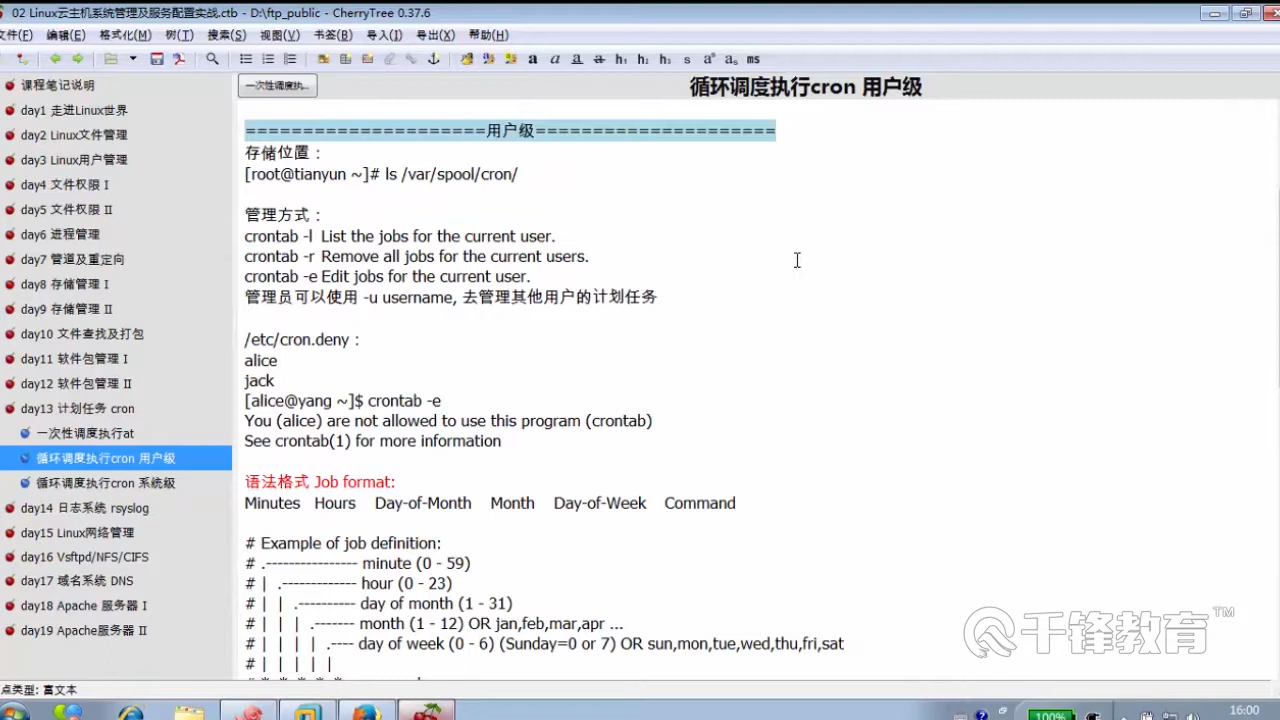 02 Linux云主机系统管理及服务配置实战.ctb - D:\ftp_public - CherryTree 0.37.6
文件(F) 编辑(E) 格式化(M) 树(T) 搜索(S) 视图(V) 书签(B) 导入(I) 导出(X) 帮助(H)
a a a a h₁ h₂ h₃ s aˢ aₛ ms
课程笔记说明
day1 走进Linux世界
day2 Linux文件管理
day3 Linux用户管理
day4 文件权限 I
day5 文件权限 II
day6 进程管理
day7 管道及重定向
day8 存储管理 I
day9 存储管理 II
day10 文件查找及打包
day11 软件包管理 I
day12 软件包管理 II
day13 计划任务 cron
一次性调度执行at
循环调度执行cron 用户级
循环调度执行cron 系统级
day14 日志系统 rsyslog
day15 Linux网络管理
day16 Vsftpd/NFS/CIFS
day17 域名系统 DNS
day18 Apache 服务器 I
day19 Apache服务器 II
一次性调度执...
循环调度执行cron 用户级
=====================用户级=====================
存储位置：
[root@tianyun ~]# ls /var/spool/cron/
管理方式：
crontab -l List the jobs for the current user.
crontab -r Remove all jobs for the current users.
crontab -e Edit jobs for the current user.
管理员可以使用 -u username, 去管理其他用户的计划任务
/etc/cron.deny：
alice
jack
[alice@yang ~]$ crontab -e
You (alice) are not allowed to use this program (crontab)
See crontab(1) for more information
语法格式 Job format:
Minutes Hours Day-of-Month Month Day-of-Week Command
# Example of job definition:
# .---------------- minute (0 - 59)
# | .------------- hour (0 - 23)
# | | .---------- day of month (1 - 31)
# | | | .------- month (1 - 12) OR jan,feb,mar,apr ...
# | | | | .---- day of week (0 - 6) (Sunday=0 or 7) OR sun,mon,tue,wed,thu,fri,sat
# | | | | |
千锋教育™
点类型: 富文本
100%
16:00